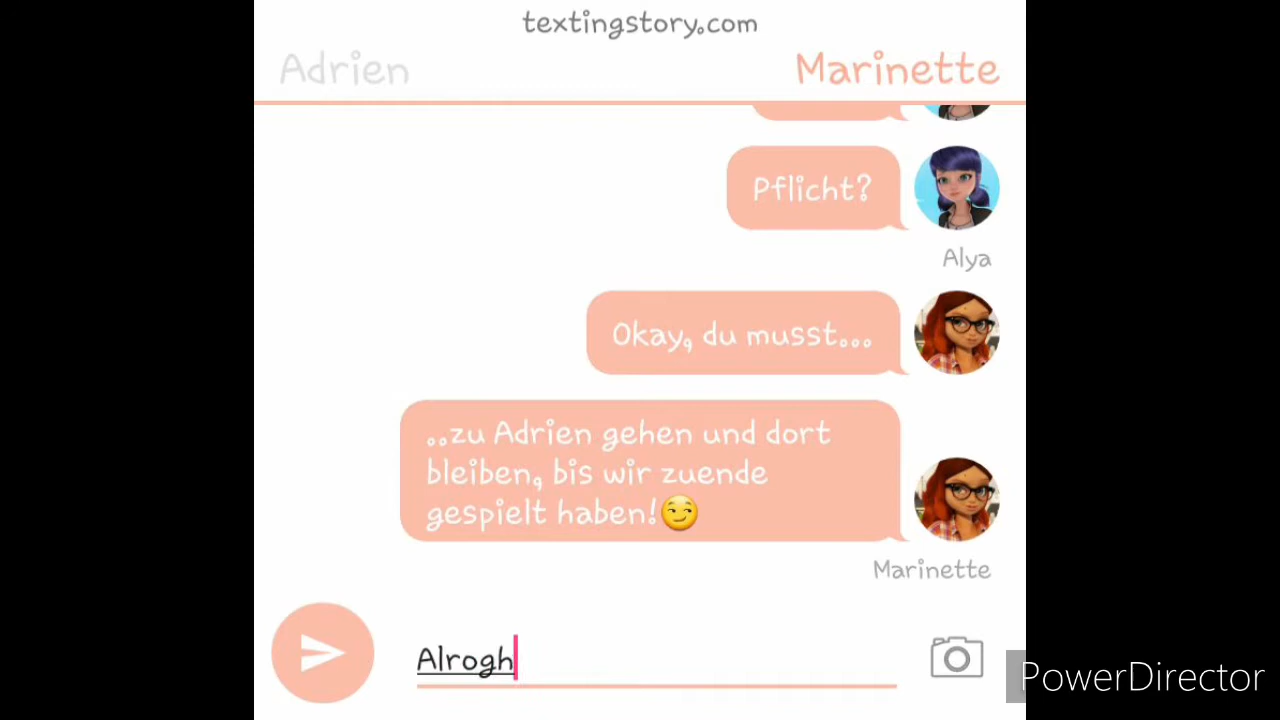 textingstory.com
Adrien Marinette
Pflicht?
Alya
Okay, du musst...
..zu Adrien gehen und dort
bleiben, bis wir zuende
gespielt haben!😏
Marinette
Alrogh
PowerDirector